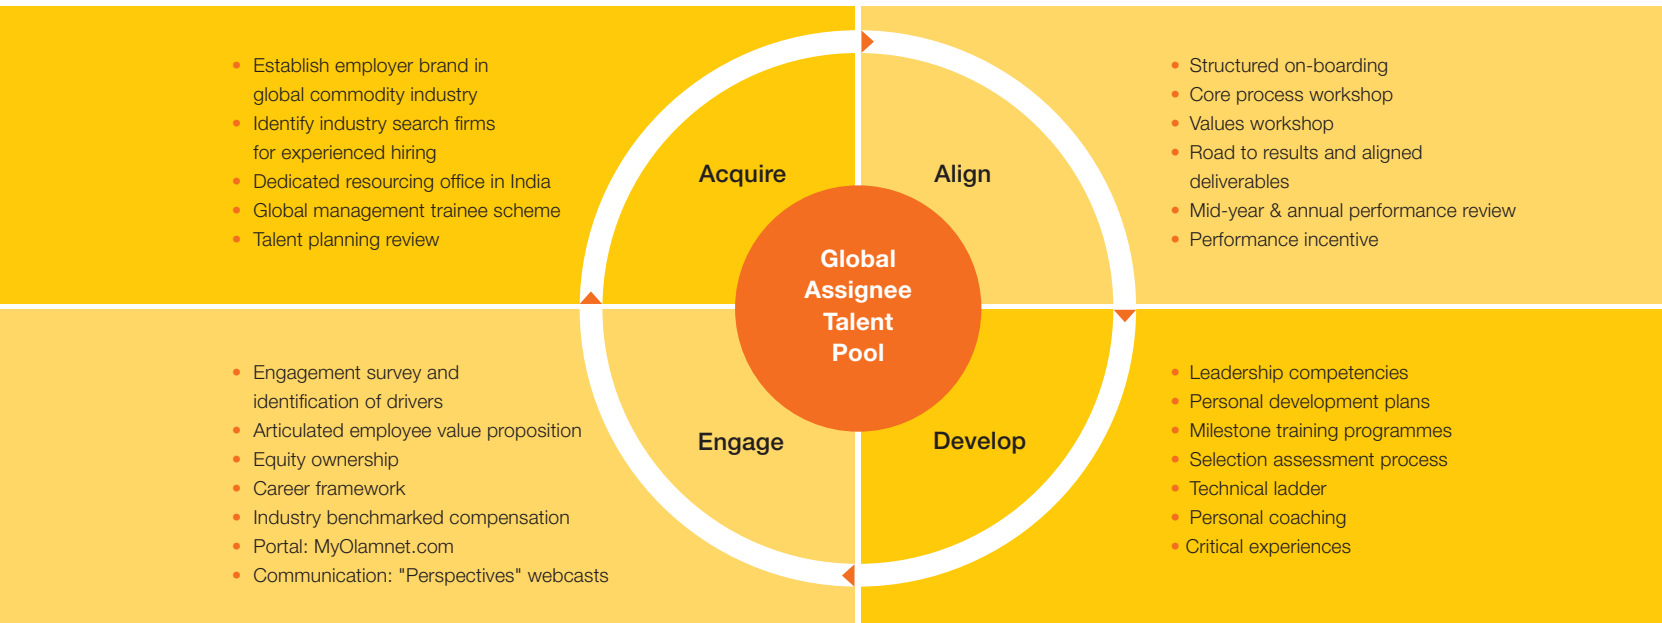 • Establish employer brand in
global commodity industry
• Identify industry search firms
for experienced hiring
• Dedicated resourcing office in India
• Global management trainee scheme
• Talent planning review
Acquire
Align
• Structured on-boarding
• Core process workshop
• Values workshop
• Road to results and aligned
deliverables
• Mid-year & annual performance review
• Performance incentive
Global
Assignee
Talent
Pool
• Engagement survey and
identification of drivers
• Articulated employee value proposition
• Equity ownership
• Career framework
• Industry benchmarked compensation
• Portal: MyOlamnet.com
• Communication: "Perspectives" webcasts
Engage
Develop
• Leadership competencies
• Personal development plans
• Milestone training programmes
• Selection assessment process
• Technical ladder
• Personal coaching
• Critical experiences